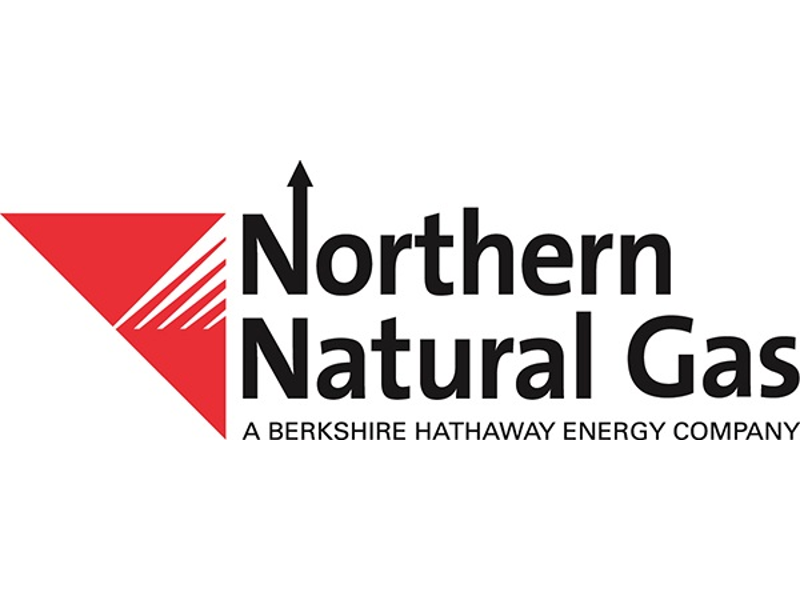 Northern
Natural Gas
A BERKSHIRE HATHAWAY ENERGY COMPANY